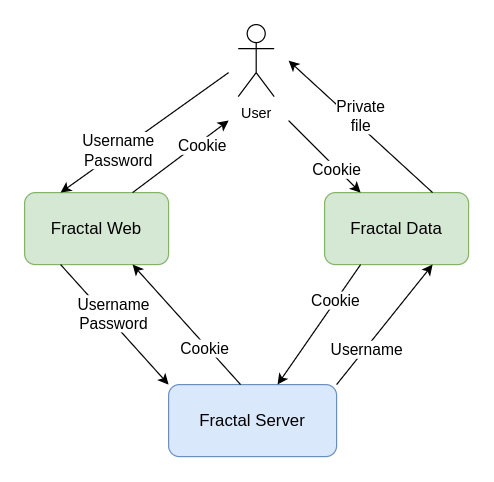 User
Username
Password
Cookie
Private
file
Cookie
Fractal Web
Fractal Data
Username
Password
Cookie
Cookie
Username
Fractal Server